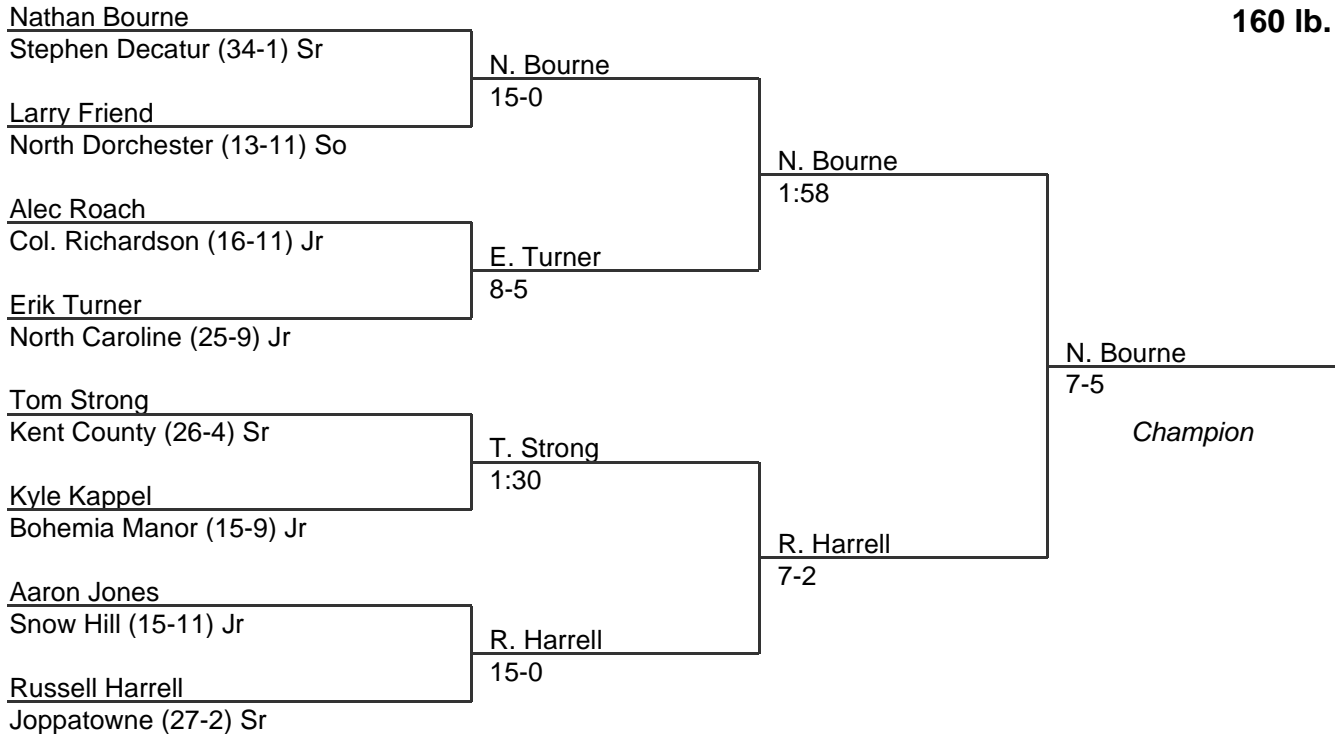 160 lb.
Nathan Bourne
Stephen Decatur (34-1) Sr
N. Bourne
15-0
Larry Friend
North Dorchester (13-11) So
N. Bourne
1:58
Alec Roach
Col. Richardson (16-11) Jr
E. Turner
8-5
Erik Turner
North Caroline (25-9) Jr
N. Bourne
7-5
Champion
Tom Strong
Kent County (26-4) Sr
T. Strong
1:30
Kyle Kappel
Bohemia Manor (15-9) Jr
R. Harrell
7-2
Aaron Jones
Snow Hill (15-11) Jr
R. Harrell
15-0
Russell Harrell
Joppatowne (27-2) Sr